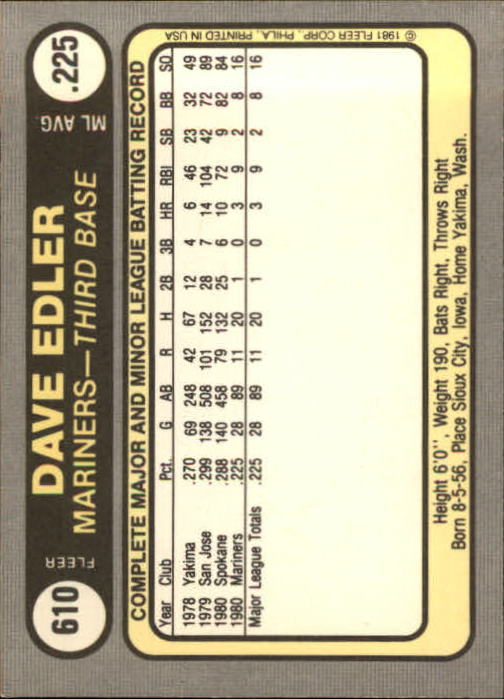 610
FLEER
DAVE EDLER
MARINERS—THIRD BASE
ML AVG.
.225
COMPLETE MAJOR AND MINOR LEAGUE BATTING RECORD
Year Club Pct. G AB R H 2B 3B HR RBI SB BB SO
1978 Yakima .270 69 248 42 67 12 4 6 46 23 32 49
1979 San Jose .299 138 508 101 152 28 7 14 104 42 72 89
1980 Spokane .288 140 458 79 132 25 6 10 72 9 82 84
1980 Mariners .225 28 89 11 20 1 0 3 9 2 8 16
Major League Totals .225 28 89 11 20 1 0 3 9 2 8 16
Height 6'0", Weight 190, Bats Right, Throws Right
Born 8-5-56, Place Sioux City, Iowa, Home Yakima, Wash.
© 1981 FLEER CORP., PHILA., PRINTED IN USA